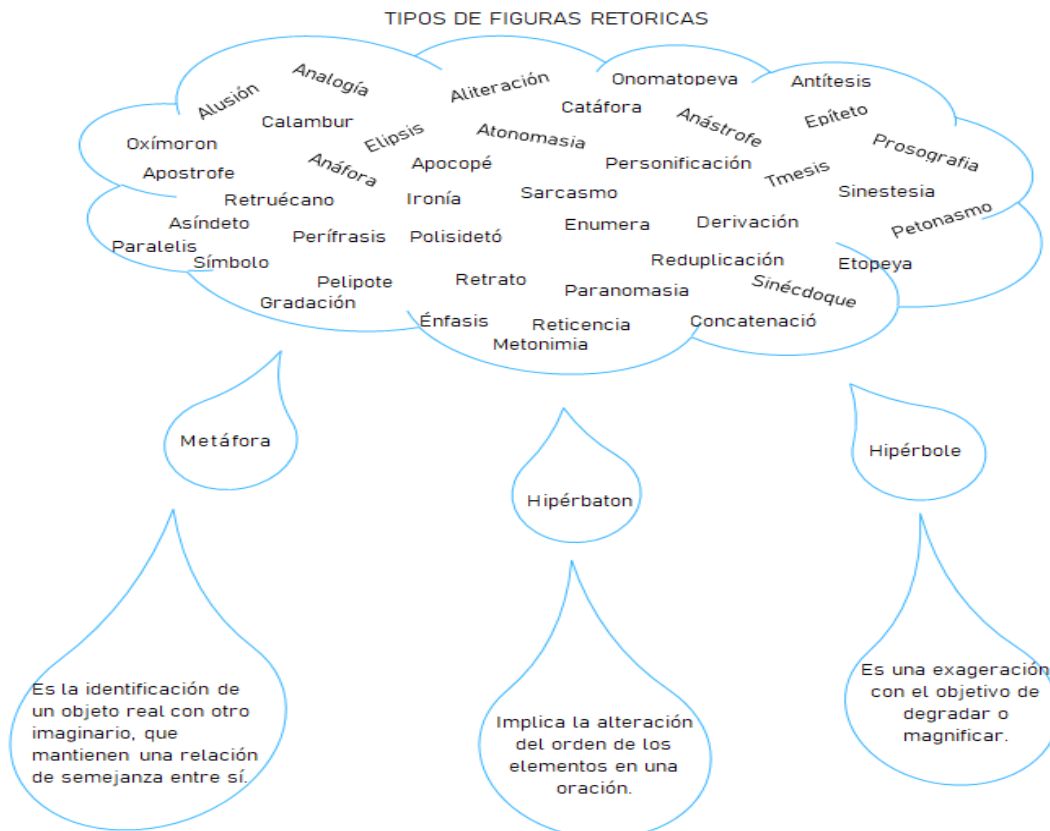 TIPOS DE FIGURAS RETORICAS
Alusión
Analogía
Aliteración
Onomatopeya
Antítesis
Oxímoron
Calambur
Elipsis
Atonomasia
Catáfora
Anástrofe
Epíteto
Prosografia
Apostrofe
Anáfora
Apocopé
Personificación
Tmesis
Sinestesia
Retruécano
Ironía
Sarcasmo
Asíndeto
Perífrasis
Polisidetó
Enumera
Derivación
Petonasmo
Paralelis
Símbolo
Pelipote
Retrato
Reduplicación
Etopeya
Gradación
Paranomasia
Sinécdoque
Énfasis
Reticencia
Concatenació
Metonimia
Metáfora
Hipérbaton
Hipérbole
Es la identificación de
un objeto real con otro
imaginario, que
mantienen una relación
de semejanza entre sí.
Implica la alteración
del orden de los
elementos en una
oración.
Es una exageración
con el objetivo de
degradar o
magnificar.